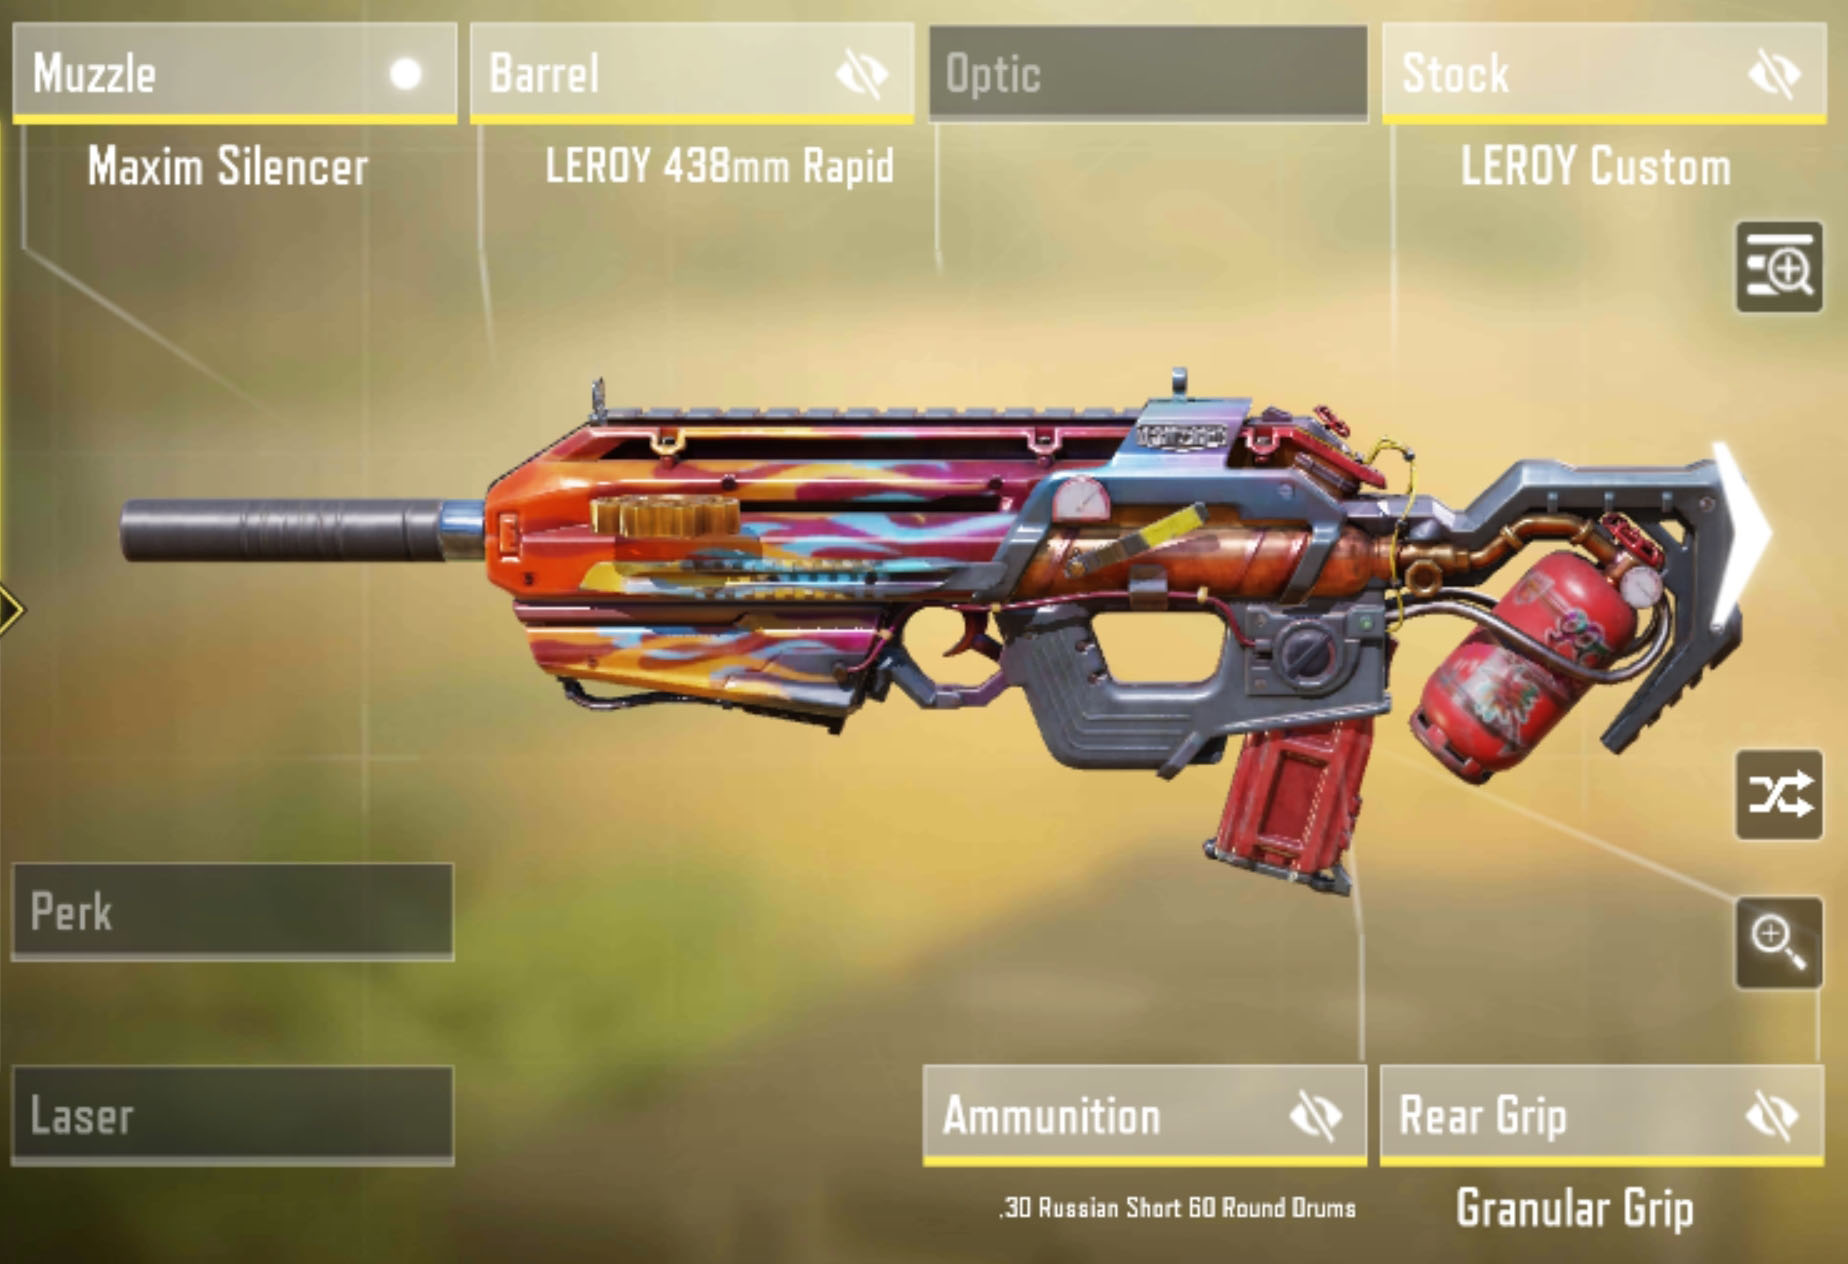 Muzzle
Barrel
Optic
Stock
Maxim Silencer
LEROY 438mm Rapid
LEROY Custom
Perk
Laser
Ammunition
Rear Grip
.30 Russian Short 60 Round Drums
Granular Grip